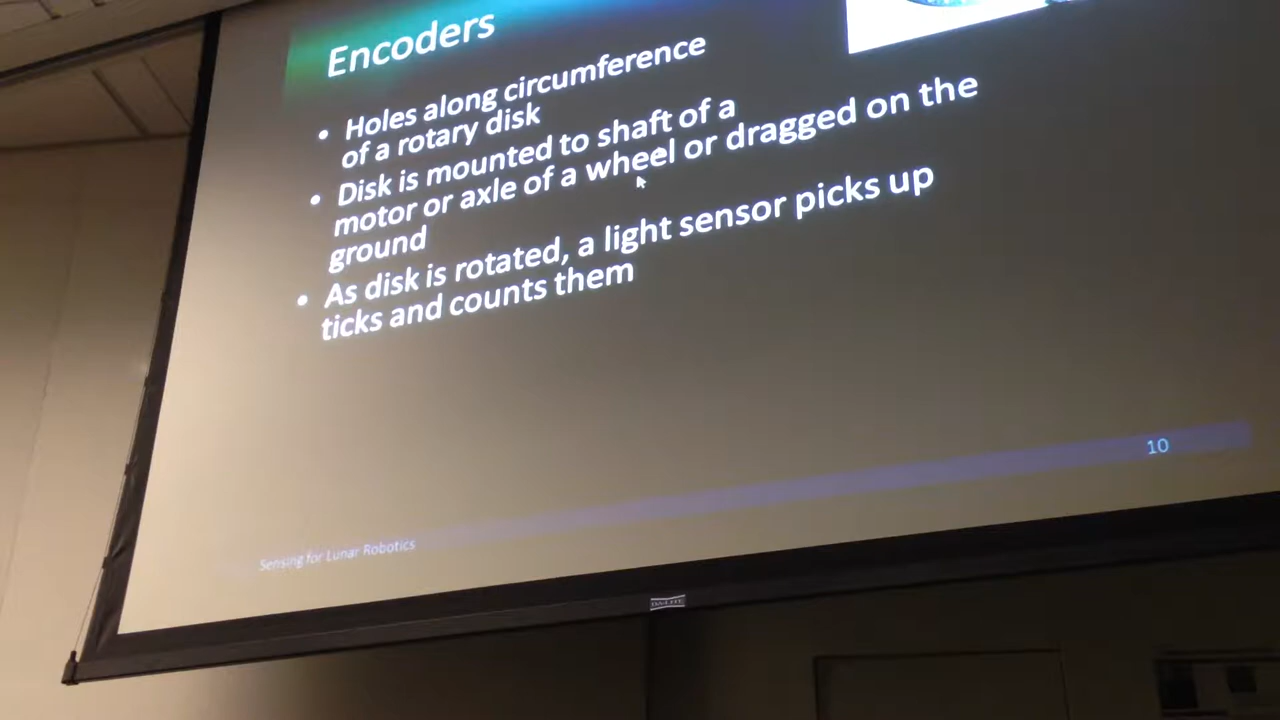 Encoders
• Holes along circumference
of a rotary disk
• Disk is mounted to shaft of a
motor or axle of a wheel or dragged on the
ground
• As disk is rotated, a light sensor picks up
ticks and counts them
10
Sensing for Lunar Robotics
DA-LITE